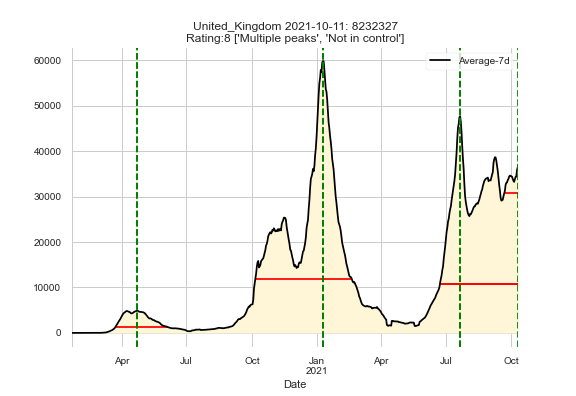 United_Kingdom 2021-10-11: 8232327
Rating:8 ['Multiple peaks', 'Not in control']
Average-7d
60000
50000
40000
30000
20000
10000
0
Apr Jul Oct Jan Apr Jul Oct
2021
Date